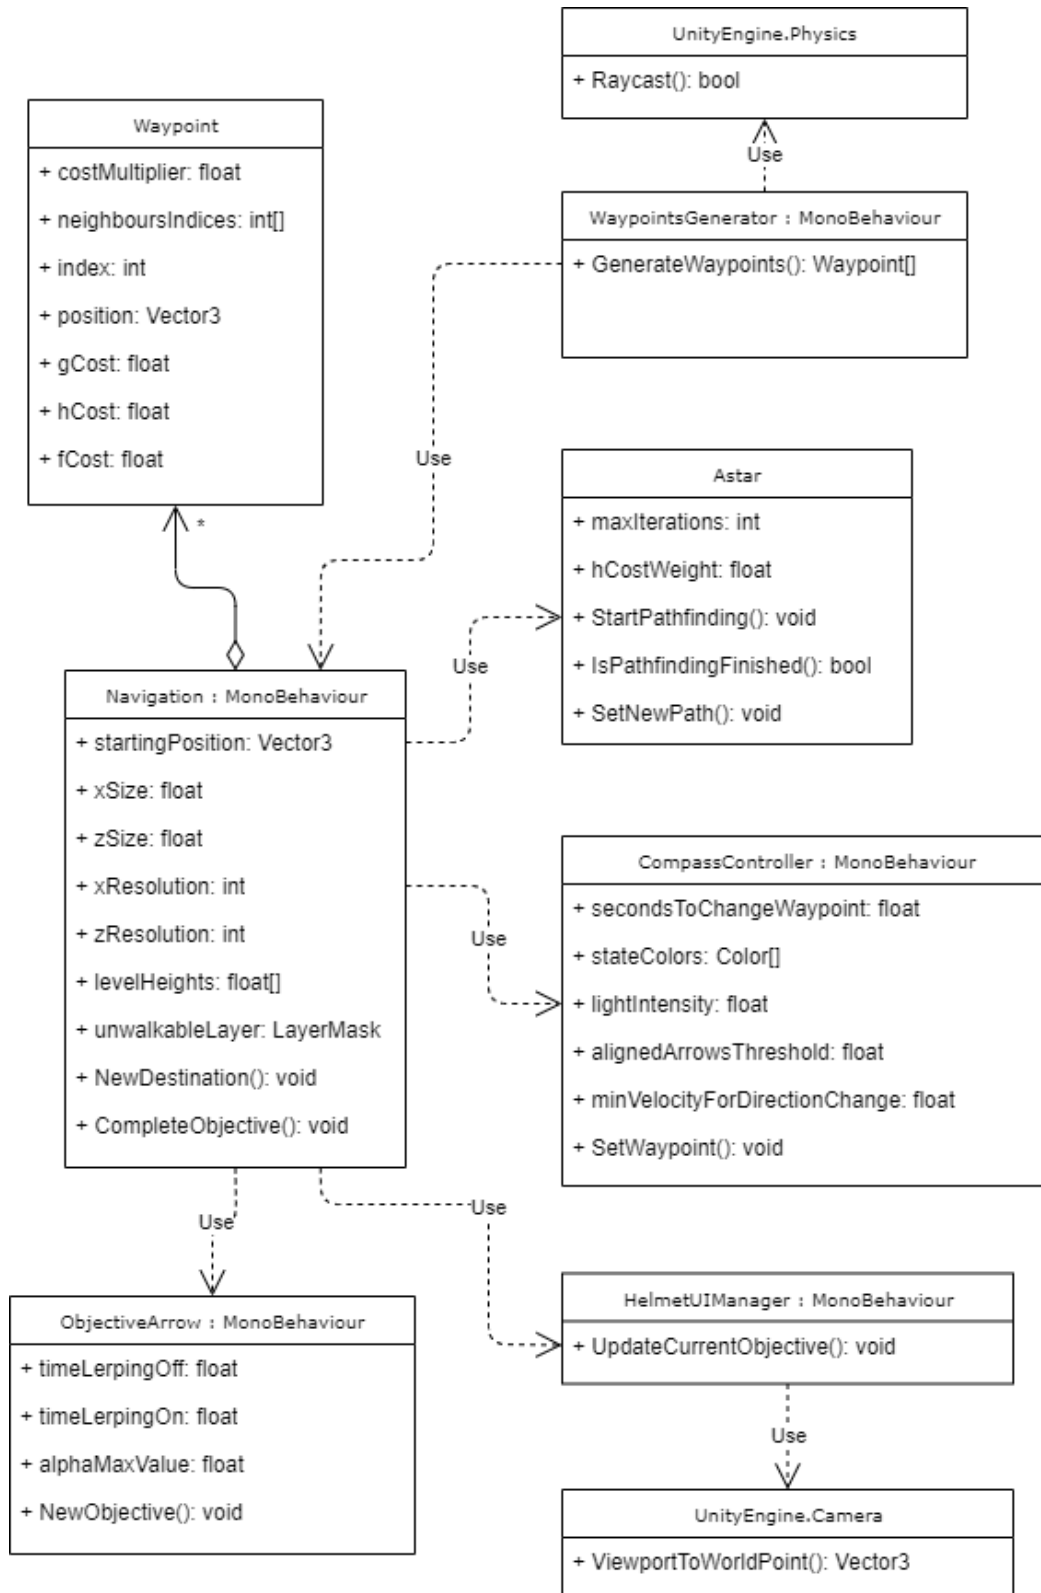 UnityEngine.Physics
+ Raycast(): bool
Use
Waypoint
+ costMultiplier: float
+ neighboursIndices: int[]
+ index: int
+ position: Vector3
+ gCost: float
+ hCost: float
+ fCost: float
*
WaypointsGenerator : MonoBehaviour
+ GenerateWaypoints(): Waypoint[]
Use
Astar
+ maxIterations: int
+ hCostWeight: float
+ StartPathfinding(): void
+ IsPathfindingFinished(): bool
+ SetNewPath(): void
Use
Navigation : MonoBehaviour
+ startingPosition: Vector3
+ xSize: float
+ zSize: float
+ xResolution: int
+ zResolution: int
+ levelHeights: float[]
+ unwalkableLayer: LayerMask
+ NewDestination(): void
+ CompleteObjective(): void
Use
CompassController : MonoBehaviour
+ secondsToChangeWaypoint: float
+ stateColors: Color[]
+ lightIntensity: float
+ alignedArrowsThreshold: float
+ minVelocityForDirectionChange: float
+ SetWaypoint(): void
Use
Use
ObjectiveArrow : MonoBehaviour
+ timeLerpingOff: float
+ timeLerpingOn: float
+ alphaMaxValue: float
+ NewObjective(): void
HelmetUIManager : MonoBehaviour
+ UpdateCurrentObjective(): void
Use
UnityEngine.Camera
+ ViewportToWorldPoint(): Vector3